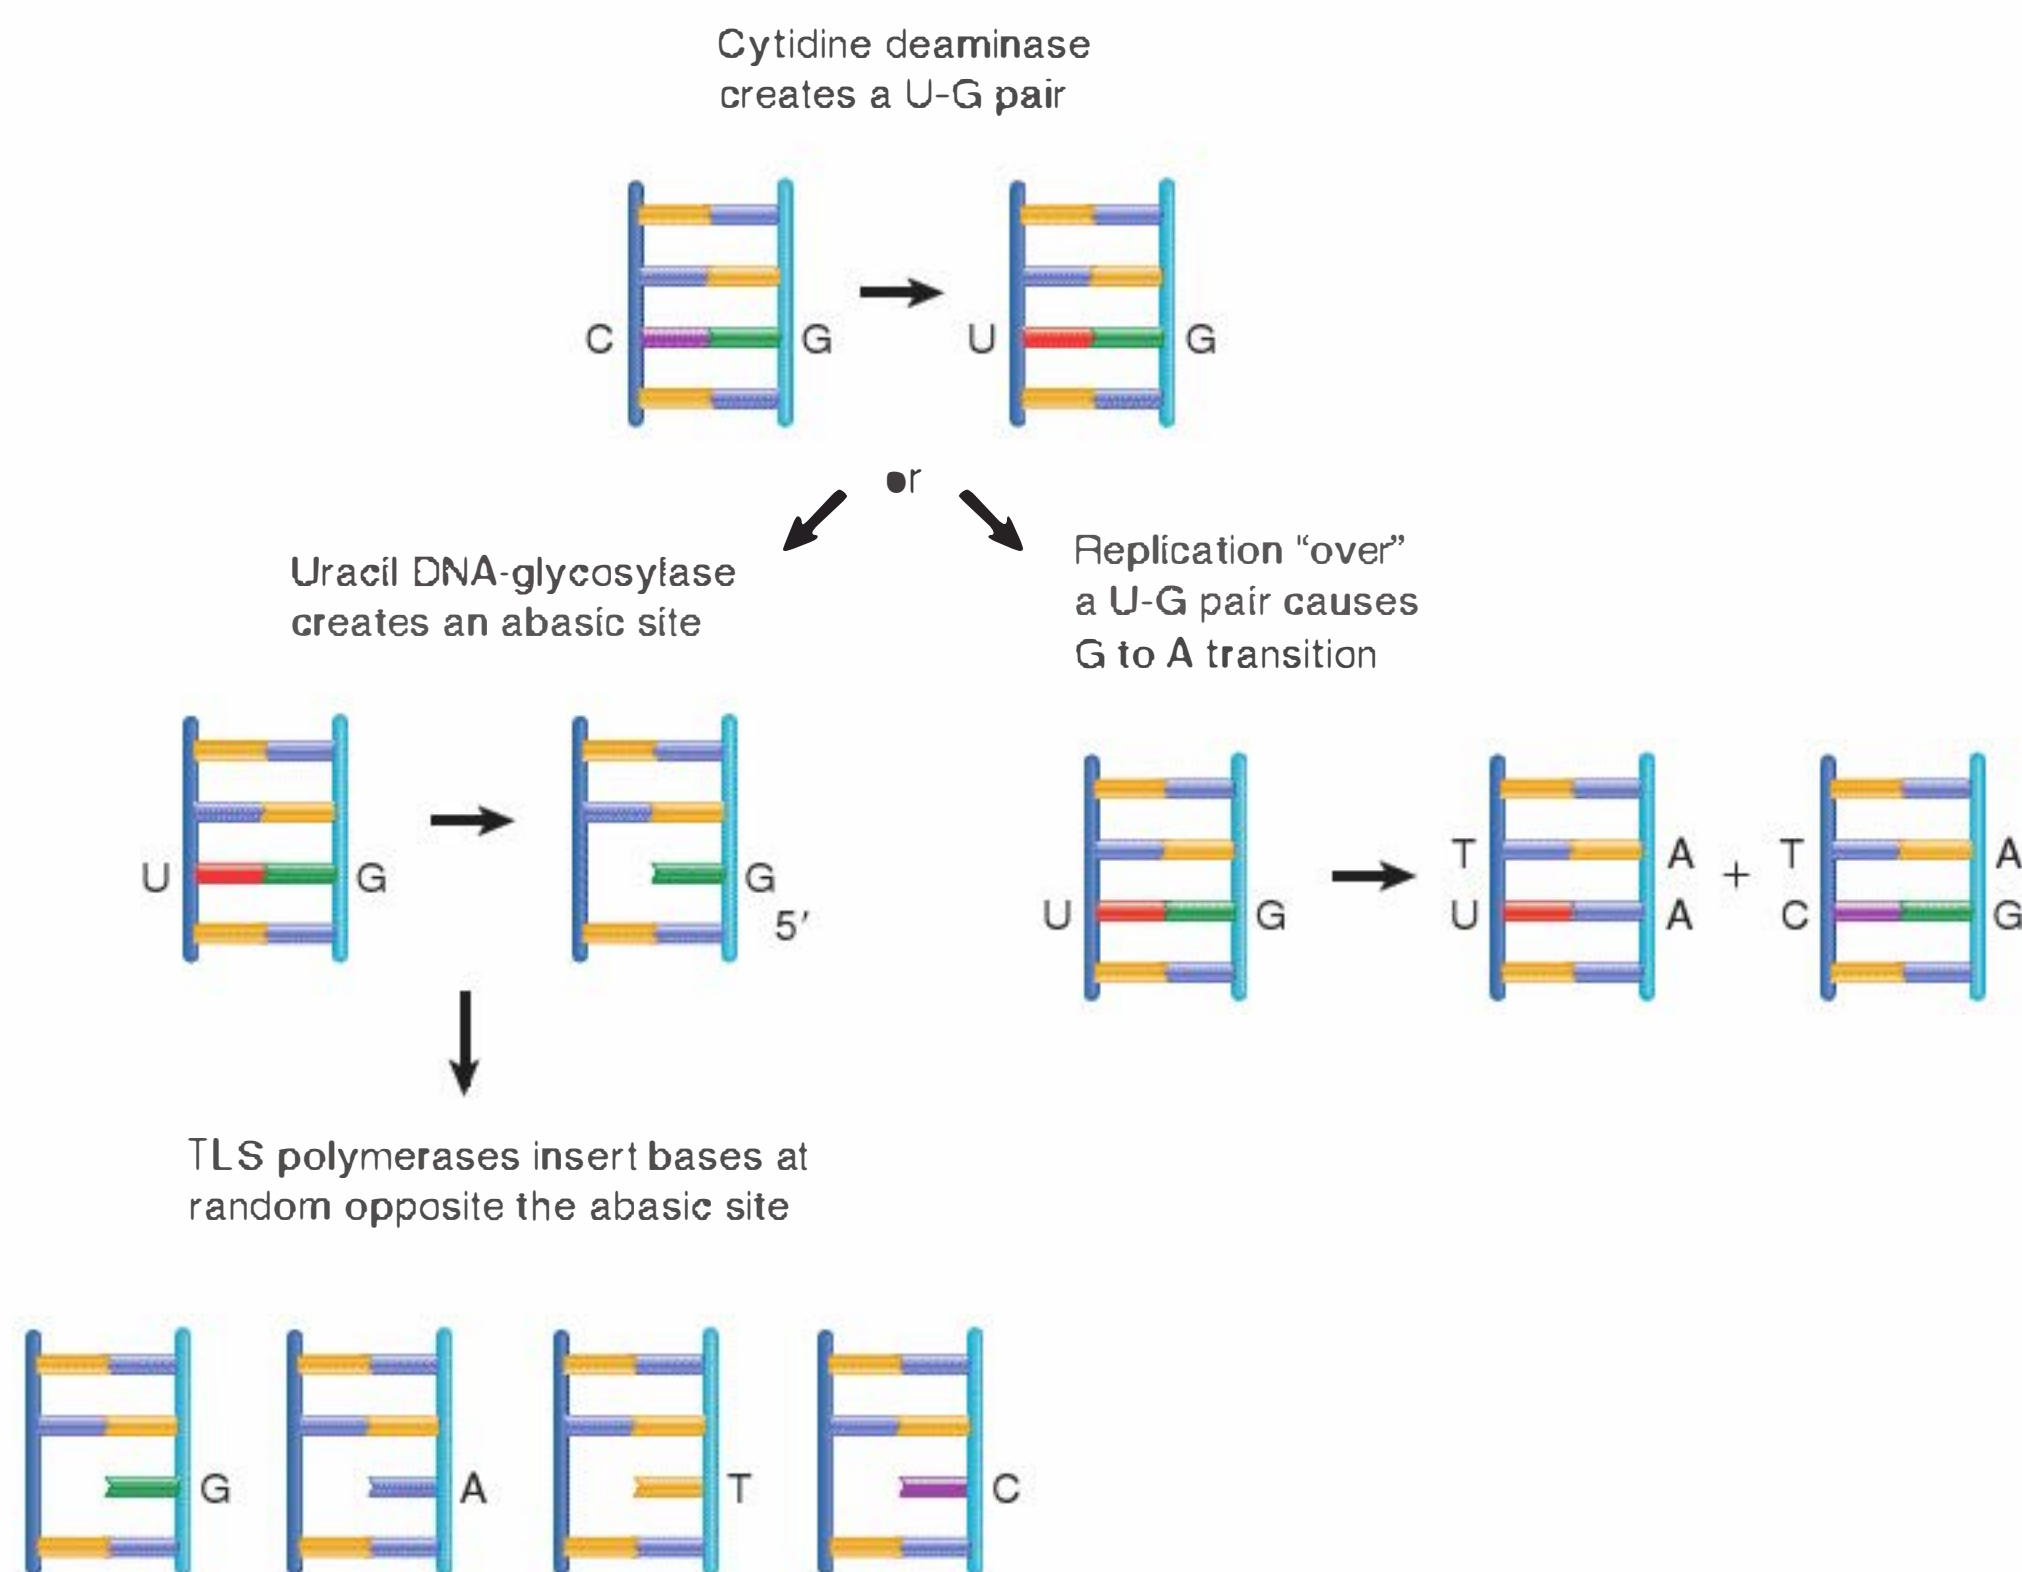 Cytidine deaminase
creates a U-G pair
C G U G
or
Uracil DNA-glycosylase
creates an abasic site
Replication “over”
a U-G pair causes
G to A transition
U G G
5′
T A + T A
U G U A C G
TLS polymerases insert bases at
random opposite the abasic site
G A T C